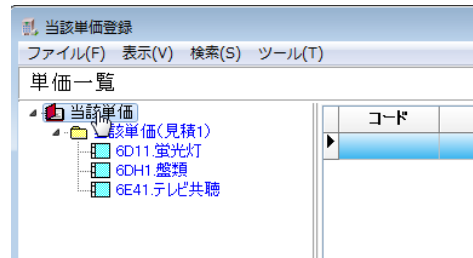 当該単価登録
ファイル(F) 表示(V) 検索(S) ツール(T)
単価一覧
当該単価
当該単価(見積1)
6D11.蛍光灯
6DH1.盤類
6E41.テレビ共聴
コード